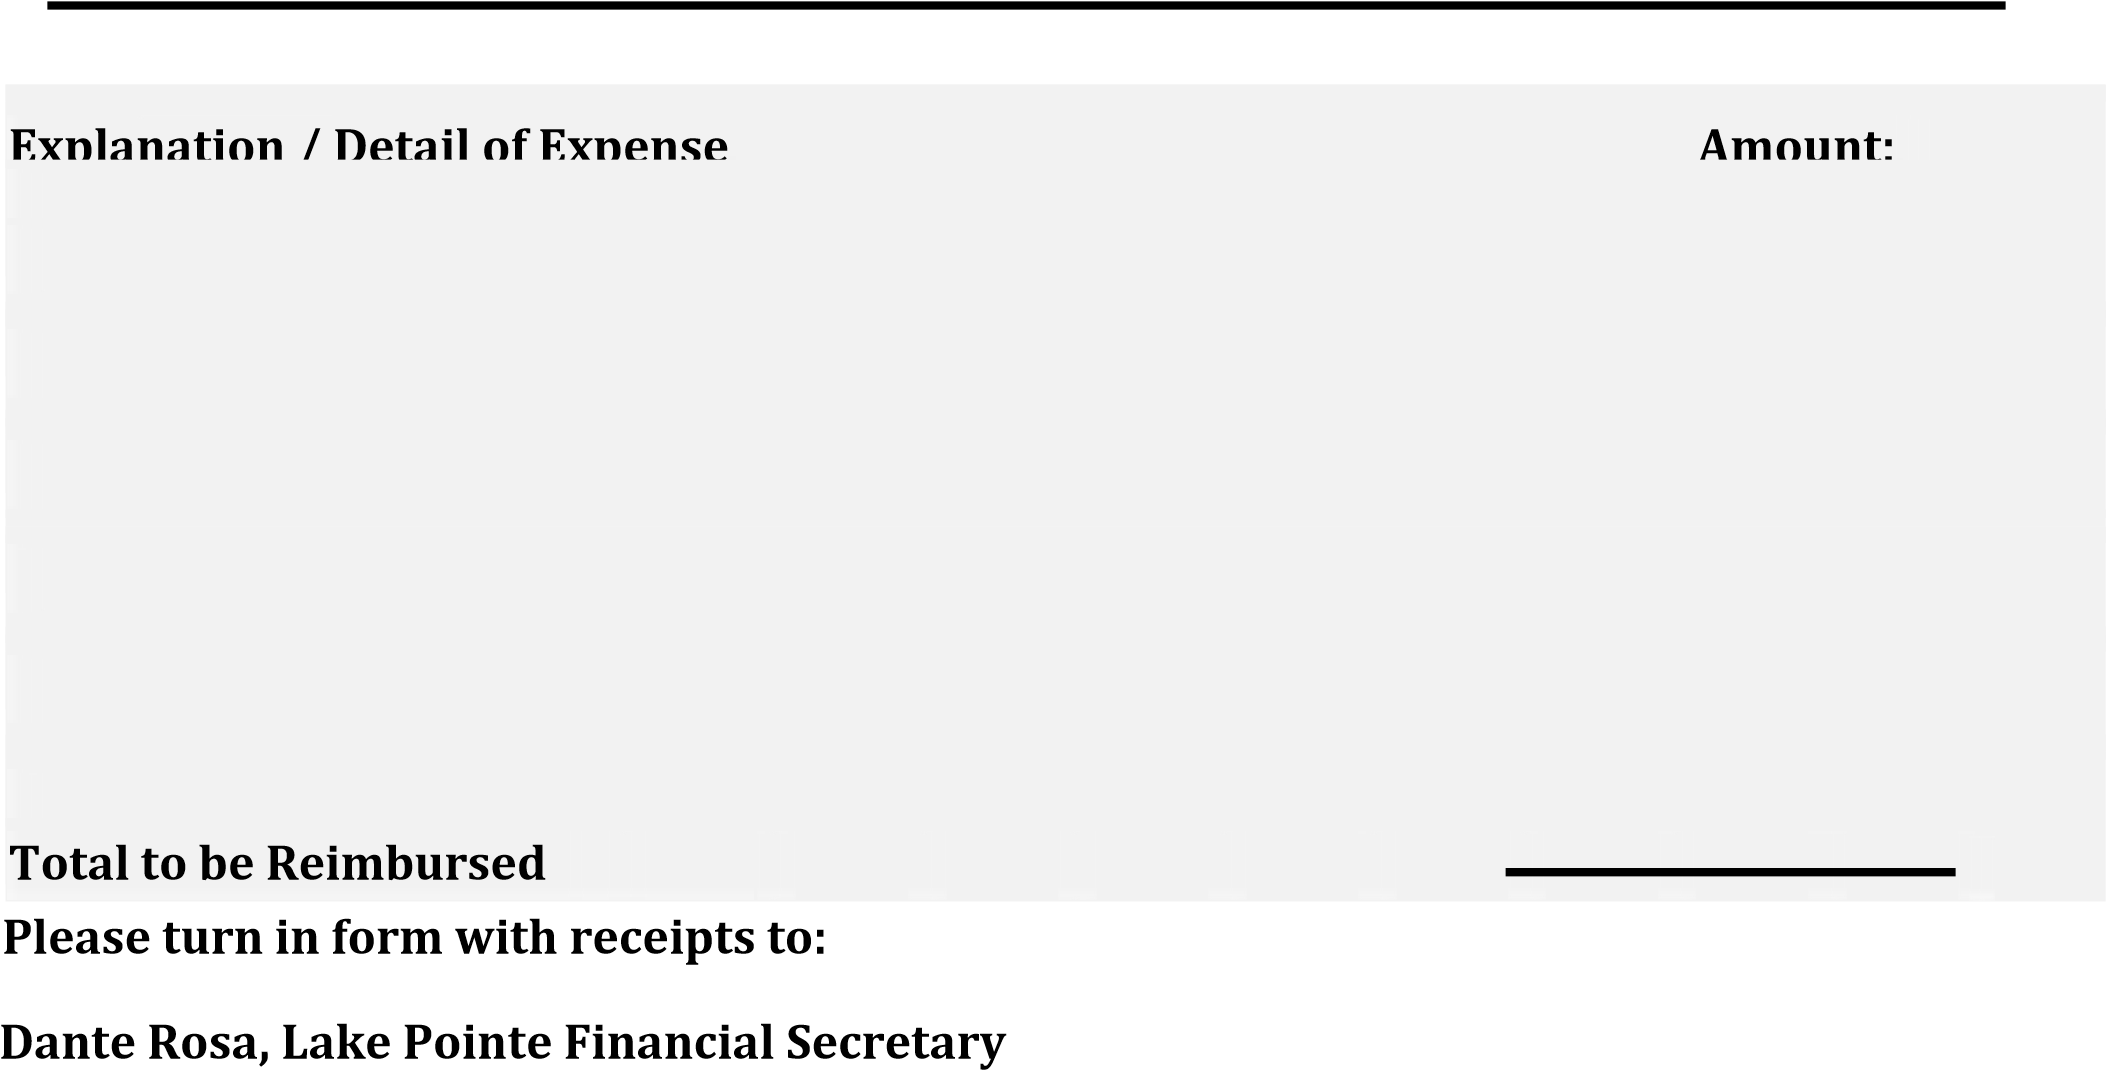 Explanation / Detail of Expense Amount:
Total to be Reimbursed
Please turn in form with receipts to:
Dante Rosa, Lake Pointe Financial Secretary